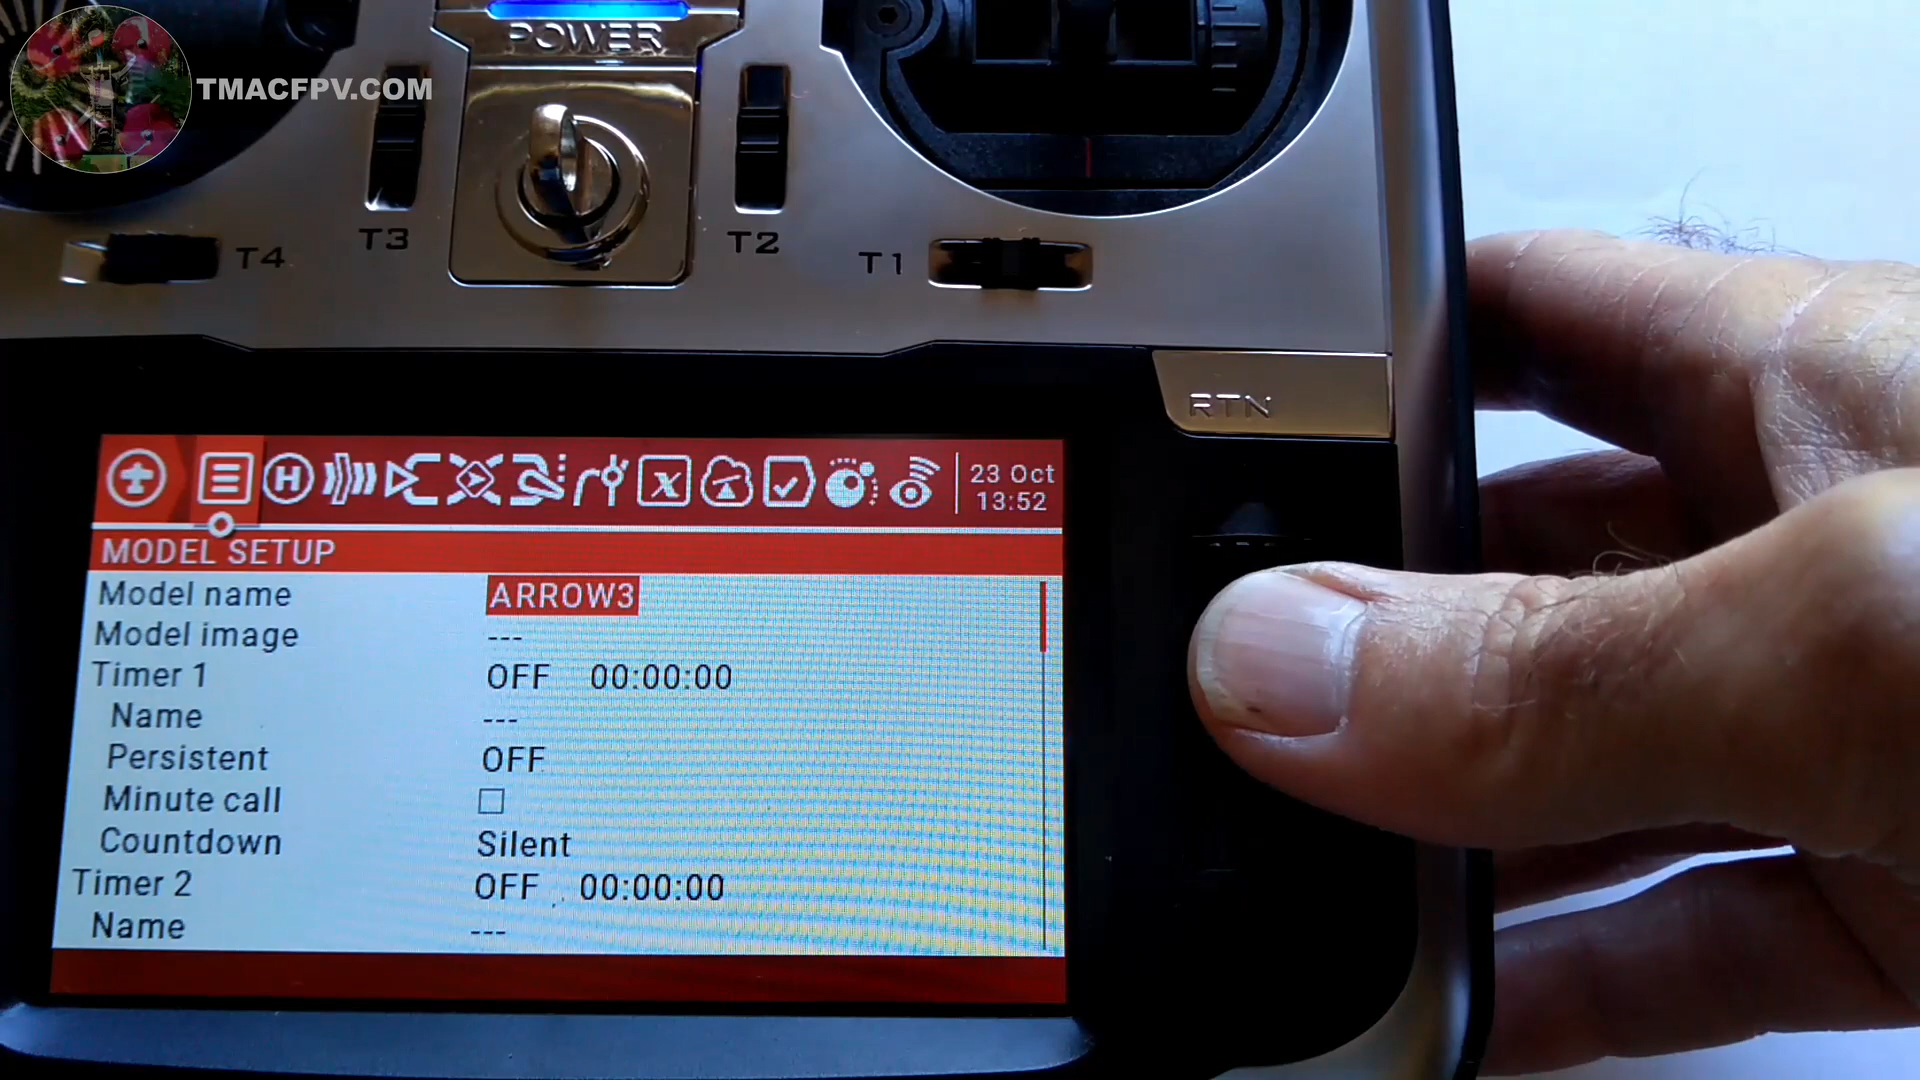 TMACFPV.COM
POWER
T4
T3
T2
T1
RTN
23 Oct
13:52
MODEL SETUP
Model name ARROW3
Model image ---
Timer 1 OFF 00:00:00
Name ---
Persistent OFF
Minute call
Countdown Silent
Timer 2 OFF 00:00:00
Name ---